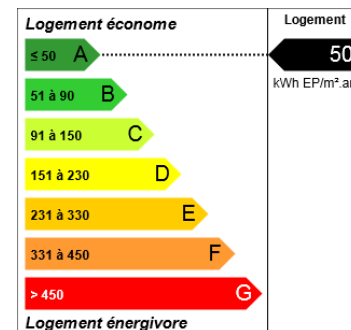 Logement économe
Logement
≤ 50 A
50
kWh EP/m².an
51 à 90 B
91 à 150 C
151 à 230 D
231 à 330 E
331 à 450 F
> 450 G
Logement énergivore